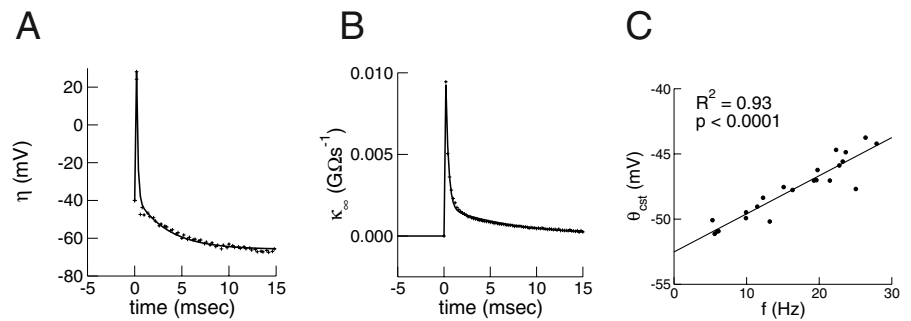 A
B
C
20
0
-20
-40
-60
-80
η (mV)
-5
0
5
10
15
time (msec)
0.010
0.005
0.000
κ∞ (GΩs-1)
-5
0
5
10
15
time (msec)
R2 = 0.93
p < 0.0001
-40
-45
-50
-55
θcst (mV)
0
10
20
30
f (Hz)